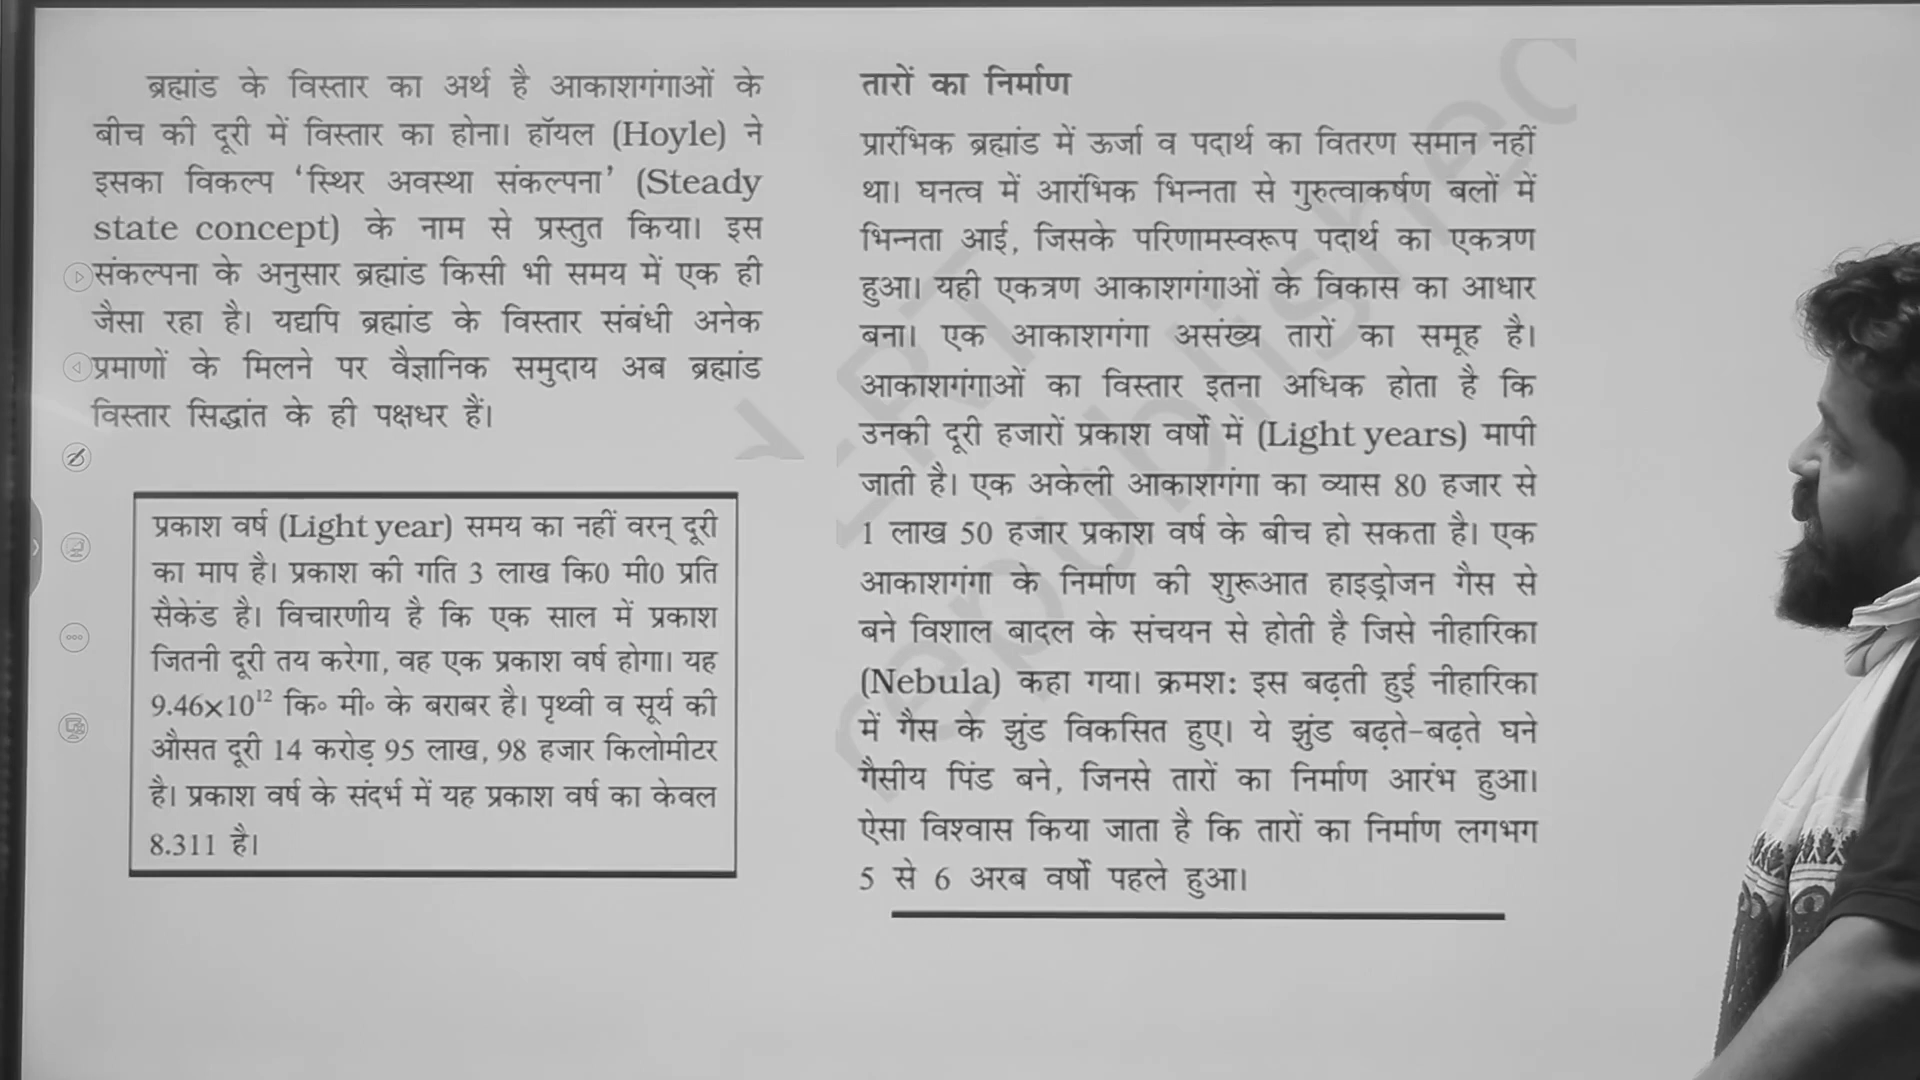 ब्रह्मांड के विस्तार का अर्थ है आकाशगंगाओं के
बीच की दूरी में विस्तार का होना। हॉयल (Hoyle) ने
इसका विकल्प ‘स्थिर अवस्था संकल्पना’ (Steady
state concept) के नाम से प्रस्तुत किया। इस
संकल्पना के अनुसार ब्रह्मांड किसी भी समय में एक ही
जैसा रहा है। यद्यपि ब्रह्मांड के विस्तार संबंधी अनेक
प्रमाणों के मिलने पर वैज्ञानिक समुदाय अब ब्रह्मांड
विस्तार सिद्धांत के ही पक्षधर हैं।
प्रकाश वर्ष (Light year) समय का नहीं वरन् दूरी
का माप है। प्रकाश की गति 3 लाख कि0 मी0 प्रति
सैकेंड है। विचारणीय है कि एक साल में प्रकाश
जितनी दूरी तय करेगा, वह एक प्रकाश वर्ष होगा। यह
9.46×10¹² कि॰ मी॰ के बराबर है। पृथ्वी व सूर्य की
औसत दूरी 14 करोड़ 95 लाख, 98 हजार किलोमीटर
है। प्रकाश वर्ष के संदर्भ में यह प्रकाश वर्ष का केवल
8.311 है।
तारों का निर्माण
प्रारंभिक ब्रह्मांड में ऊर्जा व पदार्थ का वितरण समान नहीं
था। घनत्व में आरंभिक भिन्नता से गुरुत्वाकर्षण बलों में
भिन्नता आई, जिसके परिणामस्वरूप पदार्थ का एकत्रण
हुआ। यही एकत्रण आकाशगंगाओं के विकास का आधार
बना। एक आकाशगंगा असंख्य तारों का समूह है।
आकाशगंगाओं का विस्तार इतना अधिक होता है कि
उनकी दूरी हजारों प्रकाश वर्षों में (Light years) मापी
जाती है। एक अकेली आकाशगंगा का व्यास 80 हजार से
1 लाख 50 हजार प्रकाश वर्ष के बीच हो सकता है। एक
आकाशगंगा के निर्माण की शुरूआत हाइड्रोजन गैस से
बने विशाल बादल के संचयन से होती है जिसे नीहारिका
(Nebula) कहा गया। क्रमशः इस बढ़ती हुई नीहारिका
में गैस के झुंड विकसित हुए। ये झुंड बढ़ते-बढ़ते घने
गैसीय पिंड बने, जिनसे तारों का निर्माण आरंभ हुआ।
ऐसा विश्वास किया जाता है कि तारों का निर्माण लगभग
5 से 6 अरब वर्षों पहले हुआ।
republished